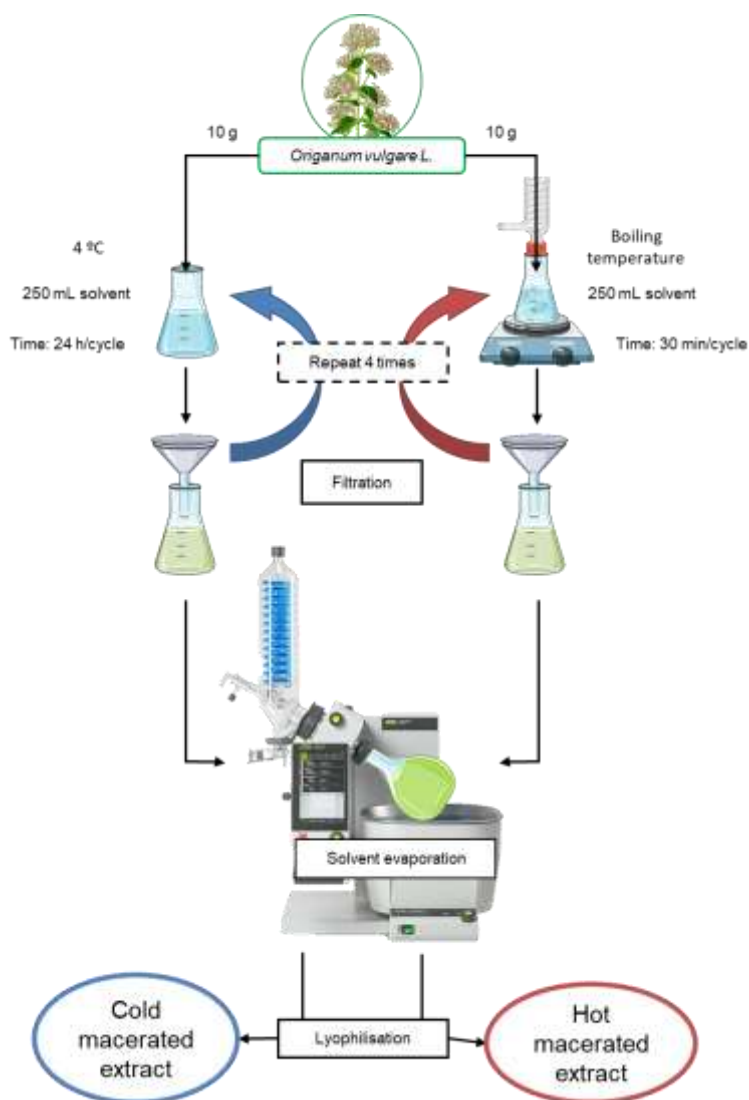 10 g
10 g
Origanum vulgare L.
4 ºC
250 mL solvent
Time: 24 h/cycle
Boiling
temperature
250 mL solvent
Time: 30 min/cycle
Repeat 4 times
Filtration
Solvent evaporation
Cold
macerated
extract
Lyophilisation
Hot
macerated
extract